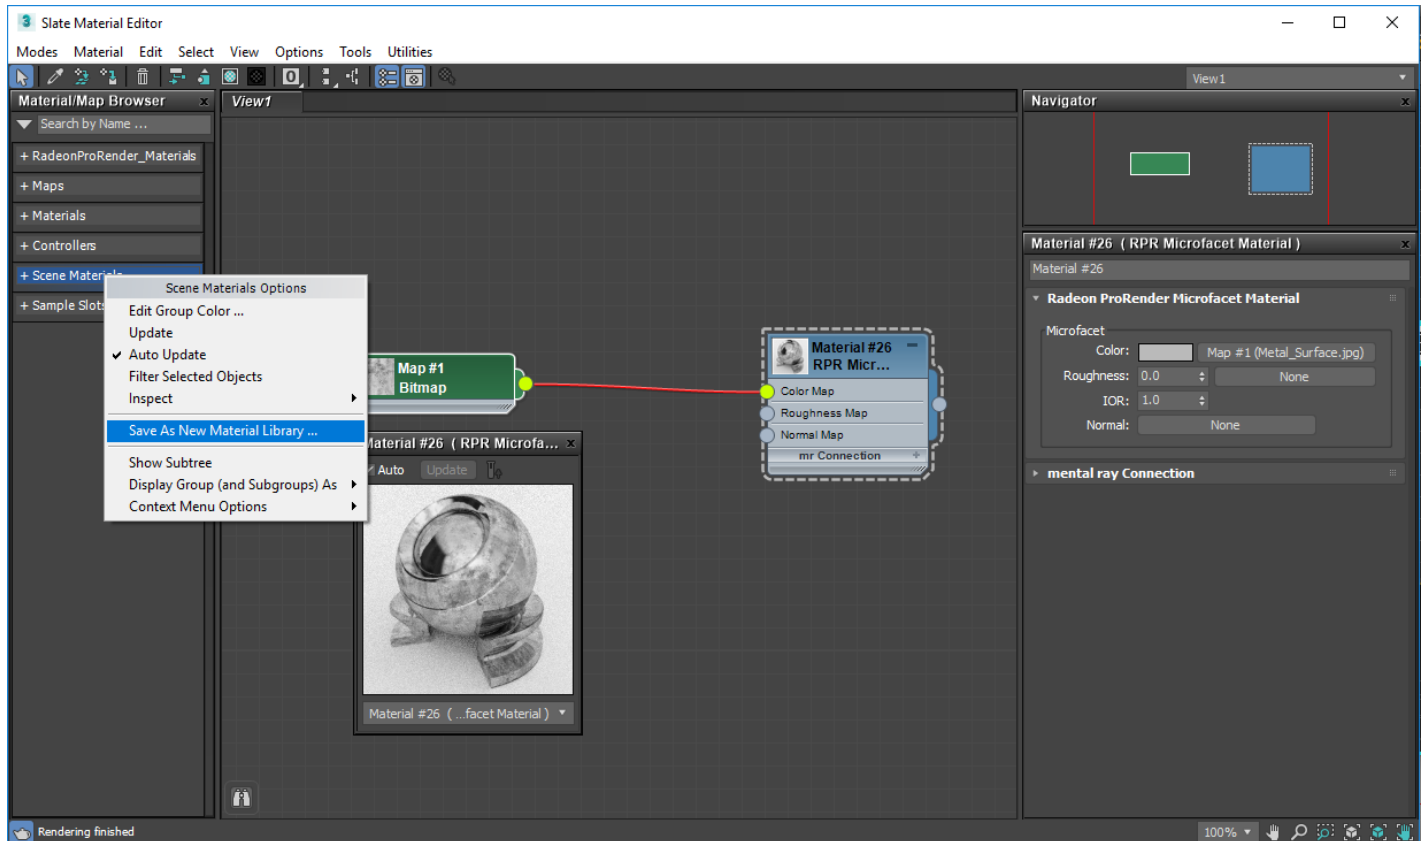 Slate Material Editor
Modes Material Edit Select View Options Tools Utilities
View1
Material/Map Browser x
Search by Name ...
+ RadeonProRender_Materials
+ Maps
+ Materials
+ Controllers
+ Scene Materials
+ Sample Slots
Scene Materials Options
Edit Group Color ...
Update
Auto Update
Filter Selected Objects
Inspect
Save As New Material Library ...
Show Subtree
Display Group (and Subgroups) As
Context Menu Options
View1
Map #1
Bitmap
Material #26
RPR Micr...
Color Map
Roughness Map
Normal Map
mr Connection
Material #26 ( RPR Microfa... x
Auto Update
Material #26 ( ...facet Material )
Navigator x
Material #26 ( RPR Microfacet Material ) x
Material #26
Radeon ProRender Microfacet Material
Microfacet
Color: Map #1 (Metal_Surface.jpg)
Roughness: 0.0 None
IOR: 1.0
Normal: None
mental ray Connection
Rendering finished
100%